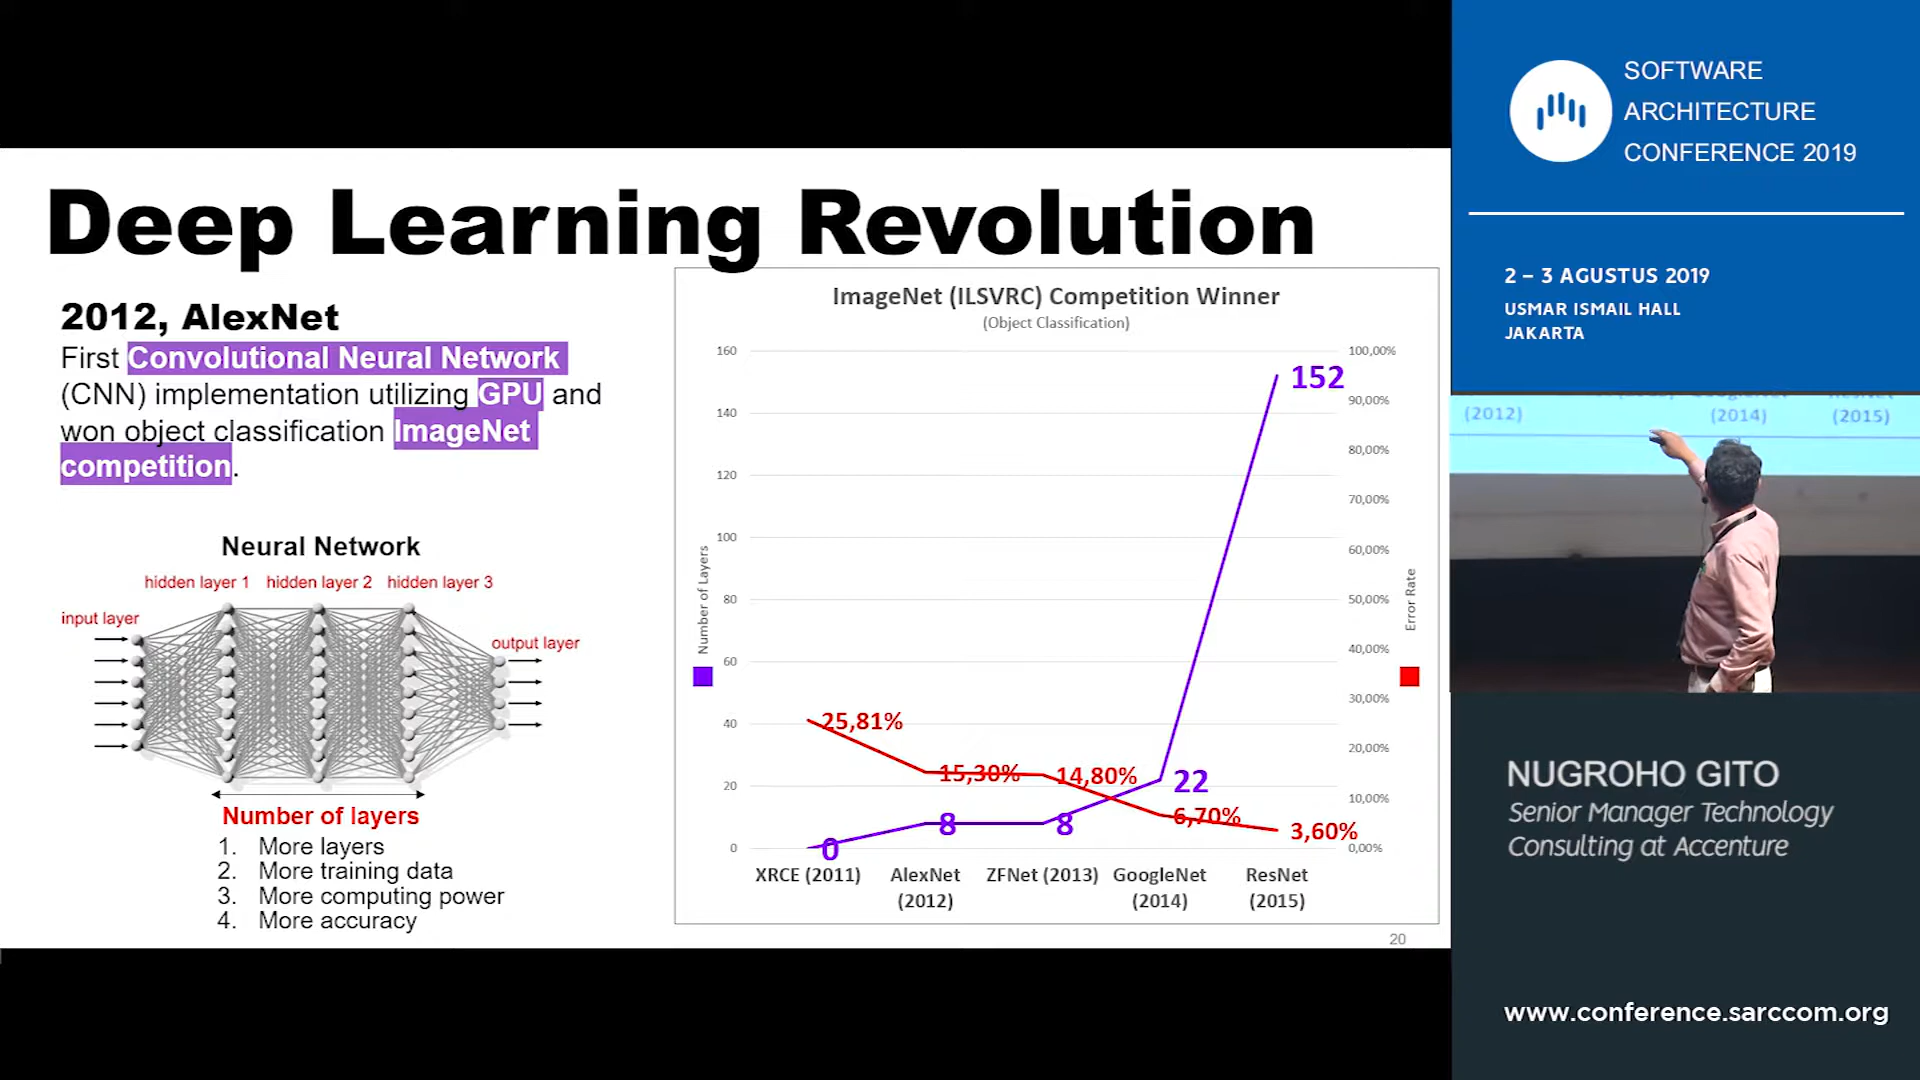 Deep Learning Revolution
2012, AlexNet
First Convolutional Neural Network
(CNN) implementation utilizing GPU and
won object classification ImageNet
competition.
Neural Network
hidden layer 1 hidden layer 2 hidden layer 3
input layer
output layer
Number of layers
1. More layers
2. More training data
3. More computing power
4. More accuracy
ImageNet (ILSVRC) Competition Winner
(Object Classification)
160
140
120
100
80
60
40
20
0
Number of Layers
100,00%
90,00%
80,00%
70,00%
60,00%
50,00%
40,00%
30,00%
20,00%
10,00%
0,00%
Error Rate
152
22
8
8
0
25,81%
15,30%
14,80%
6,70%
3,60%
XRCE (2011)
AlexNet
(2012)
ZFNet (2013)
GoogleNet
(2014)
ResNet
(2015)
20
SOFTWARE
ARCHITECTURE
CONFERENCE 2019
2 – 3 AGUSTUS 2019
USMAR ISMAIL HALL
JAKARTA
(2012)
(2014)
(2015)
NUGROHO GITO
Senior Manager Technology
Consulting at Accenture
www.conference.sarccom.org